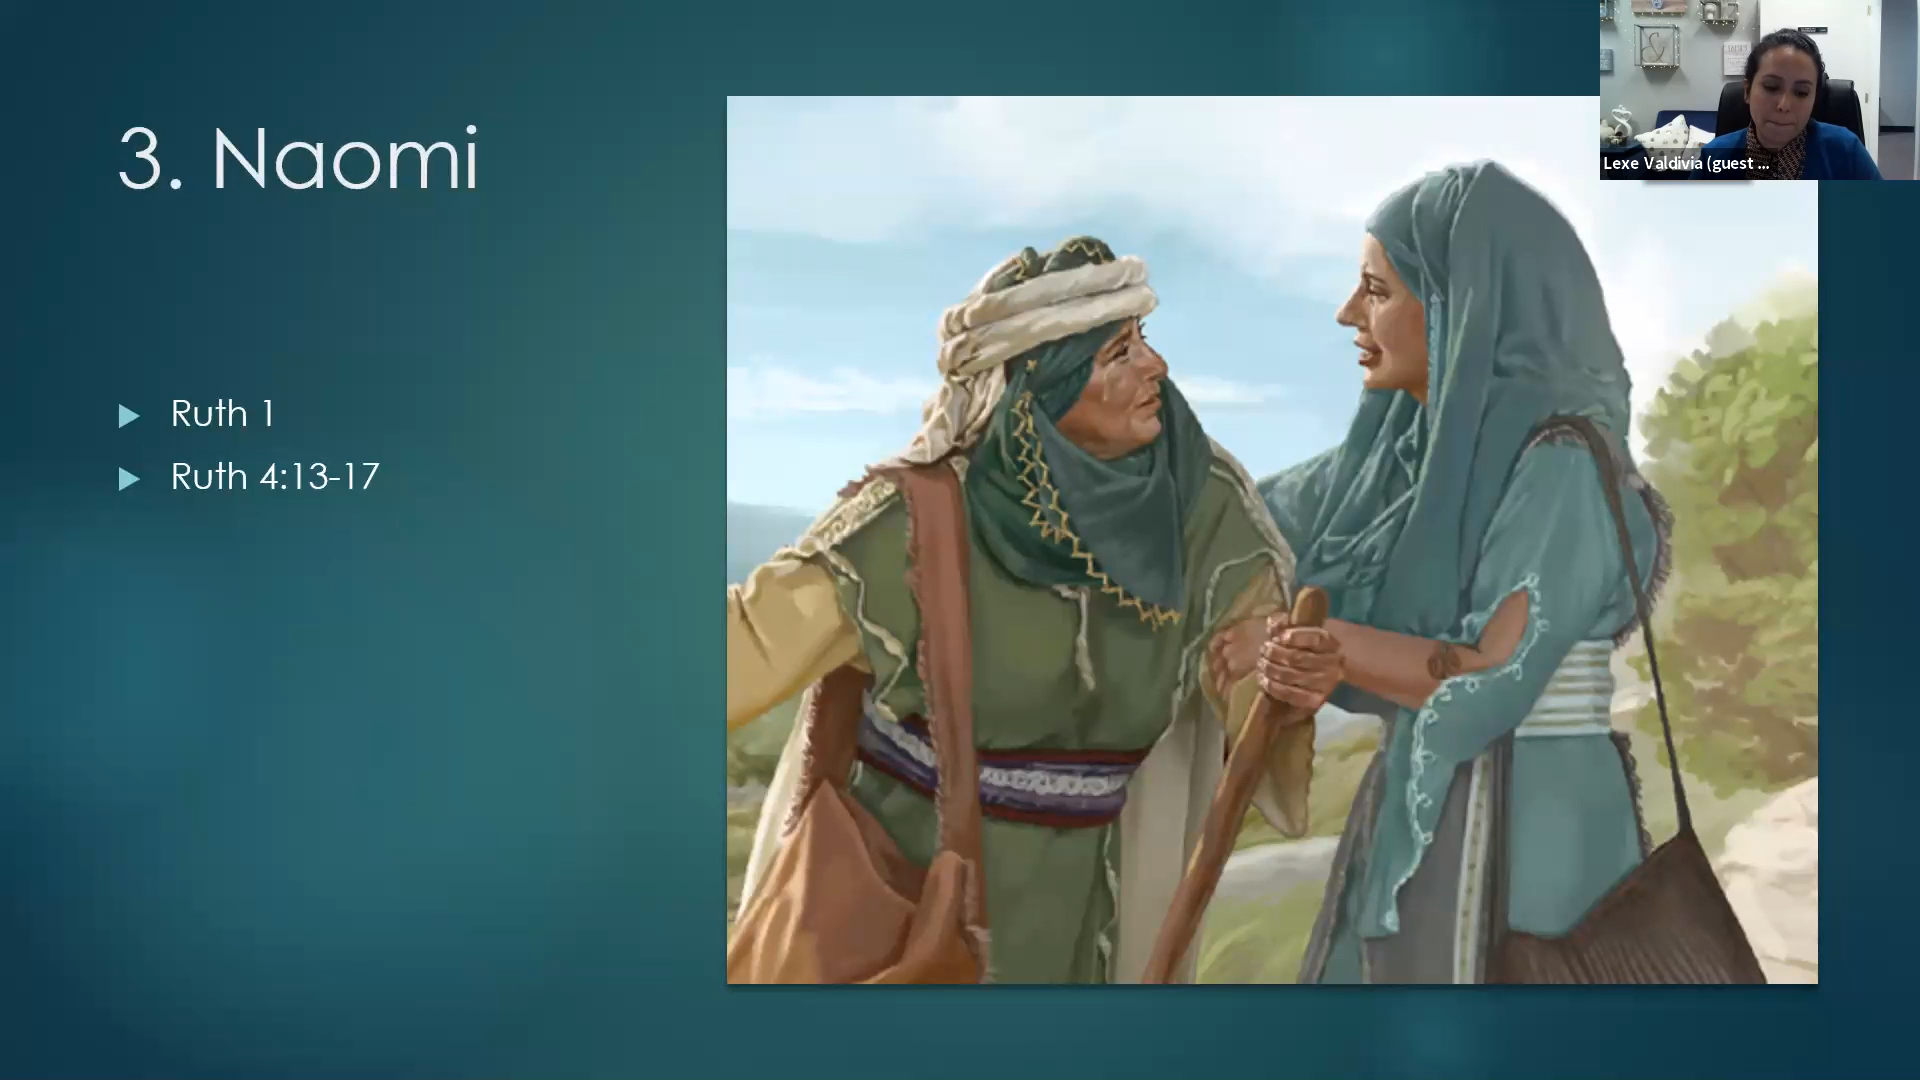 3. Naomi
Ruth 1
Ruth 4:13-17
Lexe Valdivia (guest ...
&